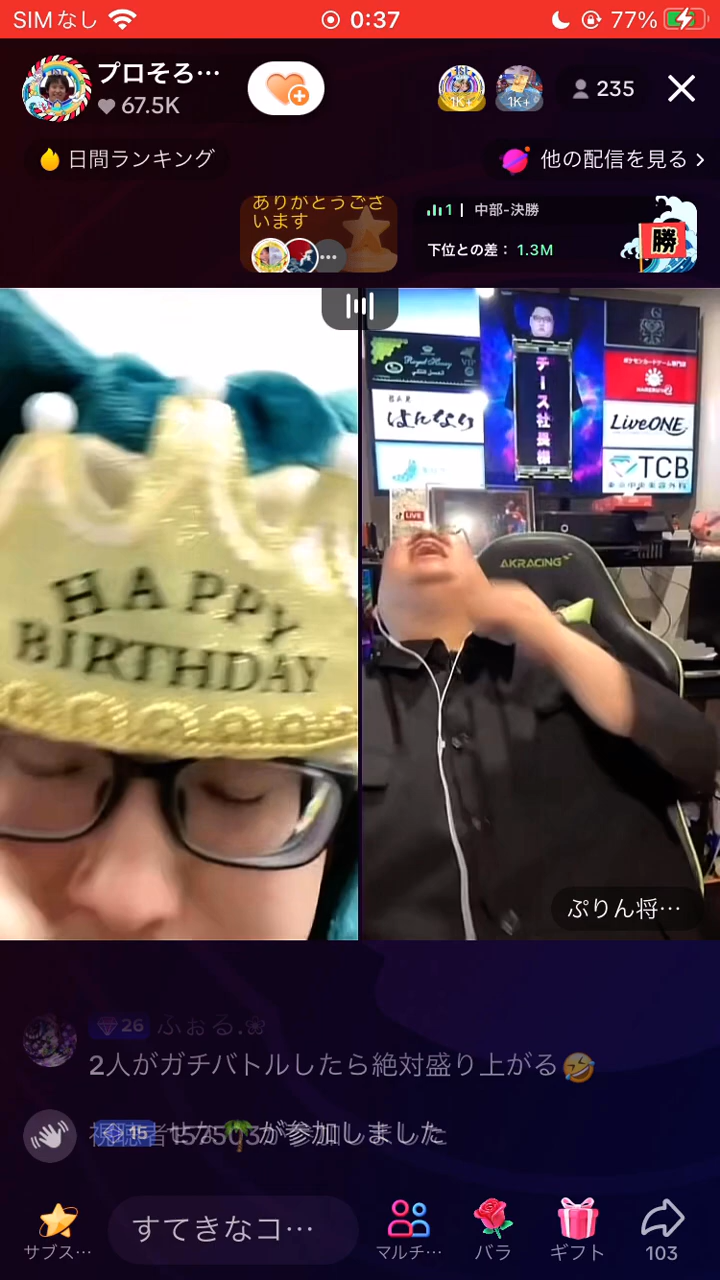 SIMなし 0:37 77%
プロそろ…
67.5K
1K+ 1K+
235
日間ランキング
他の配信を見る
ありがとうござ
います
1 | 中部-決勝
下位との差： 1.3M
勝
HAPPY
BIRTHDAY
チース社長様
Royal Honey
VIP
はんなり
LiveONE
TCB
LIVE
AKRACING
ぷりん将…
26 ふぉる.
2人がガチバトルしたら絶対盛り上がる🤣
15
が参加しました
サブス…
すてきなコ…
マルチ…
バラ
ギフト
103